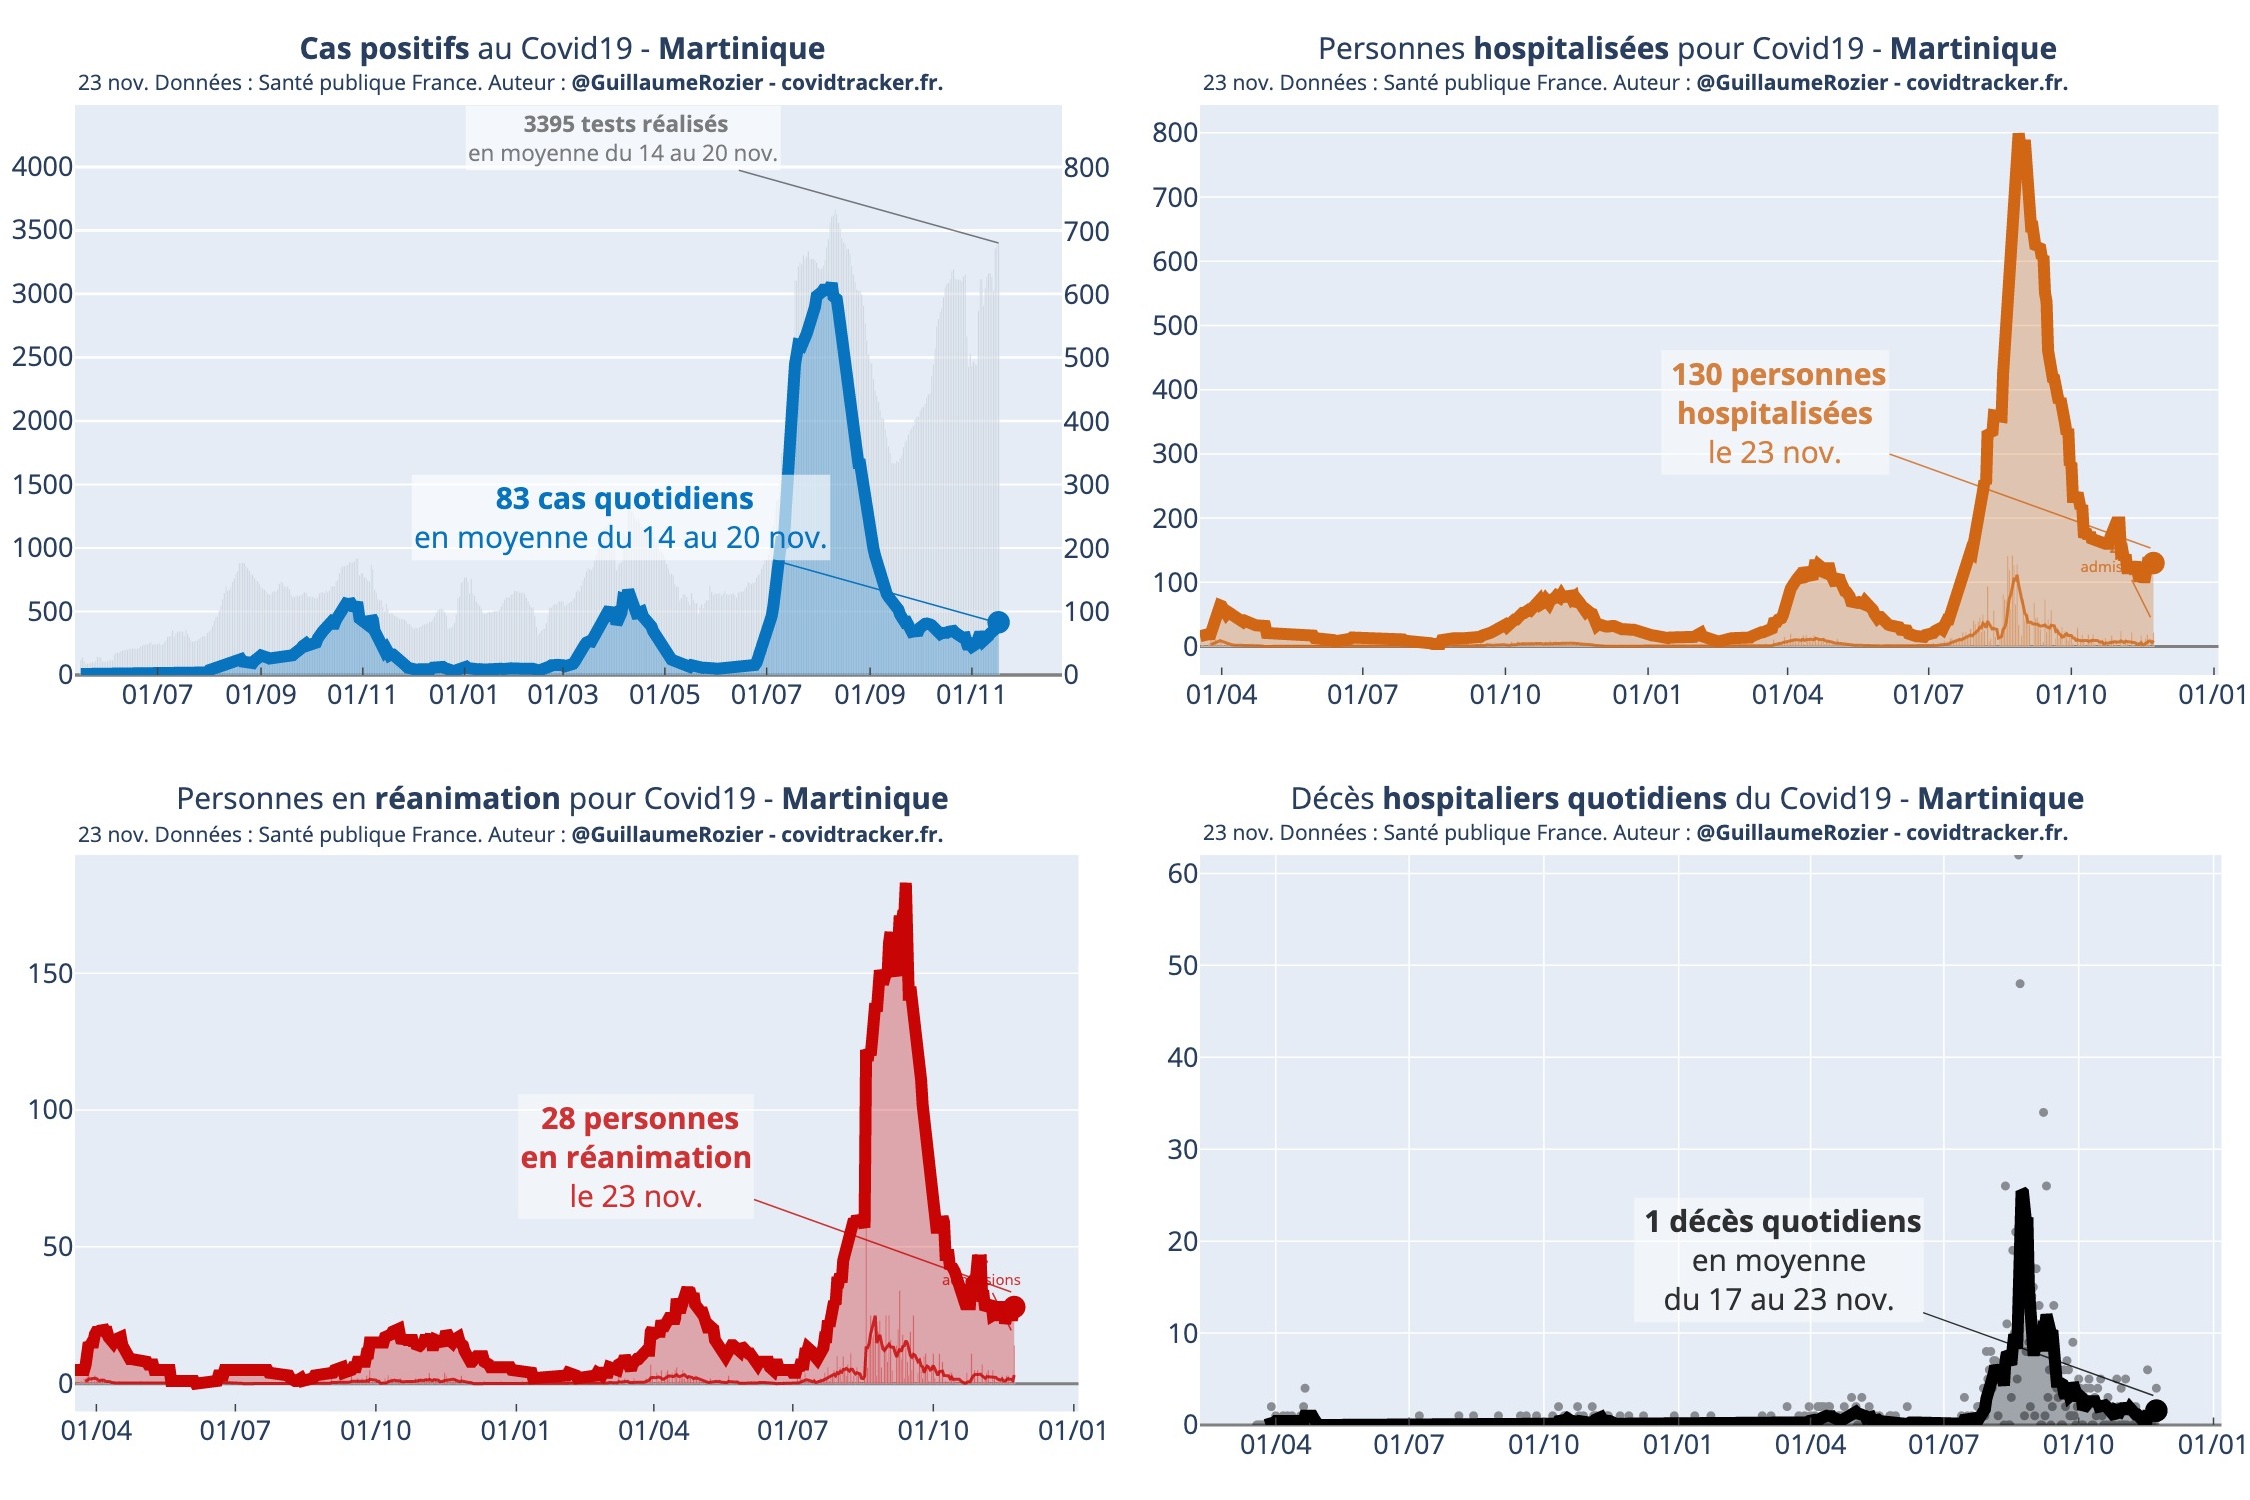 Cas positifs au Covid19 - Martinique
23 nov. Données : Santé publique France. Auteur : @GuillaumeRozier - covidtracker.fr.
3395 tests réalisés
en moyenne du 14 au 20 nov.
4000
3500
3000
2500
2000
1500
1000
500
0
800
700
600
500
400
300
200
100
0
83 cas quotidiens
en moyenne du 14 au 20 nov.
01/07 01/09 01/11 01/01 01/03 01/05 01/07 01/09 01/11
Personnes hospitalisées pour Covid19 - Martinique
23 nov. Données : Santé publique France. Auteur : @GuillaumeRozier - covidtracker.fr.
800
700
600
500
400
300
200
100
0
130 personnes
hospitalisées
le 23 nov.
01/04 01/07 01/10 01/01 01/04 01/07 01/10 01/01
Personnes en réanimation pour Covid19 - Martinique
23 nov. Données : Santé publique France. Auteur : @GuillaumeRozier - covidtracker.fr.
150
100
50
0
28 personnes
en réanimation
le 23 nov.
01/04 01/07 01/10 01/01 01/04 01/07 01/10 01/01
Décès hospitaliers quotidiens du Covid19 - Martinique
23 nov. Données : Santé publique France. Auteur : @GuillaumeRozier - covidtracker.fr.
60
50
40
30
20
10
0
1 décès quotidiens
en moyenne
du 17 au 23 nov.
01/04 01/07 01/10 01/01 01/04 01/07 01/10 01/01